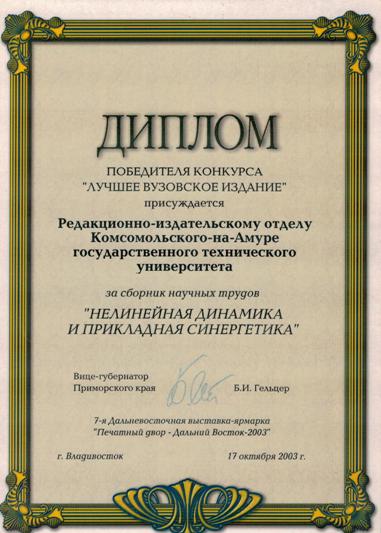 ДИПЛОМ
ПОБЕДИТЕЛЯ КОНКУРСА
"ЛУЧШЕЕ ВУЗОВСКОЕ ИЗДАНИЕ"
присуждается
Редакционно-издательскому отделу
Комсомольского-на-Амуре
государственного технического
университета
за сборник научных трудов
"НЕЛИНЕЙНАЯ ДИНАМИКА
И ПРИКЛАДНАЯ СИНЕРГЕТИКА"
Вице-губернатор
Приморского края Б.И. Гельцер
7-я Дальневосточная выставка-ярмарка
"Печатный двор - Дальний Восток-2003"
г. Владивосток 17 октября 2003 г.